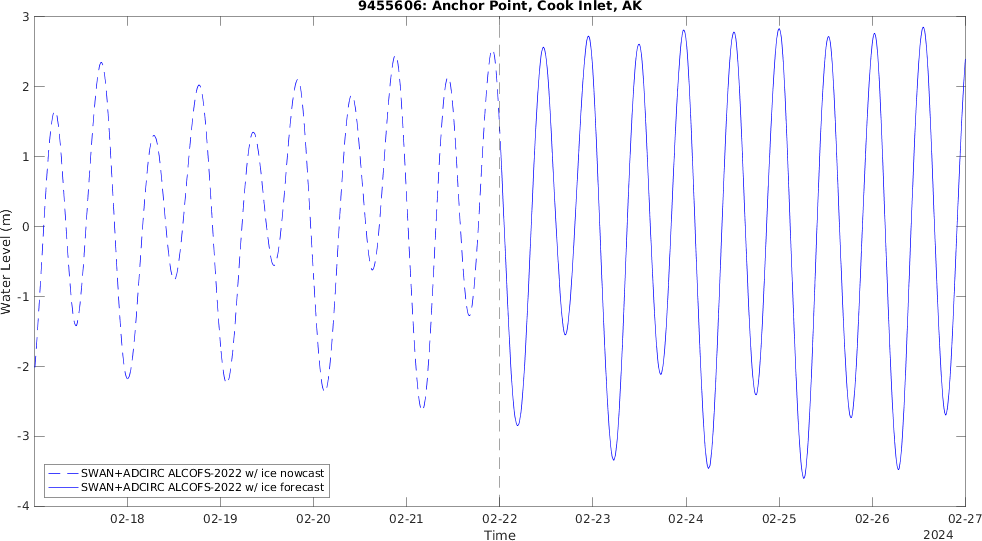 9455606: Anchor Point, Cook Inlet, AK
3
2
1
0
-1
-2
-3
-4
Water Level (m)
SWAN+ADCIRC ALCOFS-2022 w/ ice nowcast
SWAN+ADCIRC ALCOFS-2022 w/ ice forecast
02-18 02-19 02-20 02-21 02-22 02-23 02-24 02-25 02-26 02-27
Time
2024